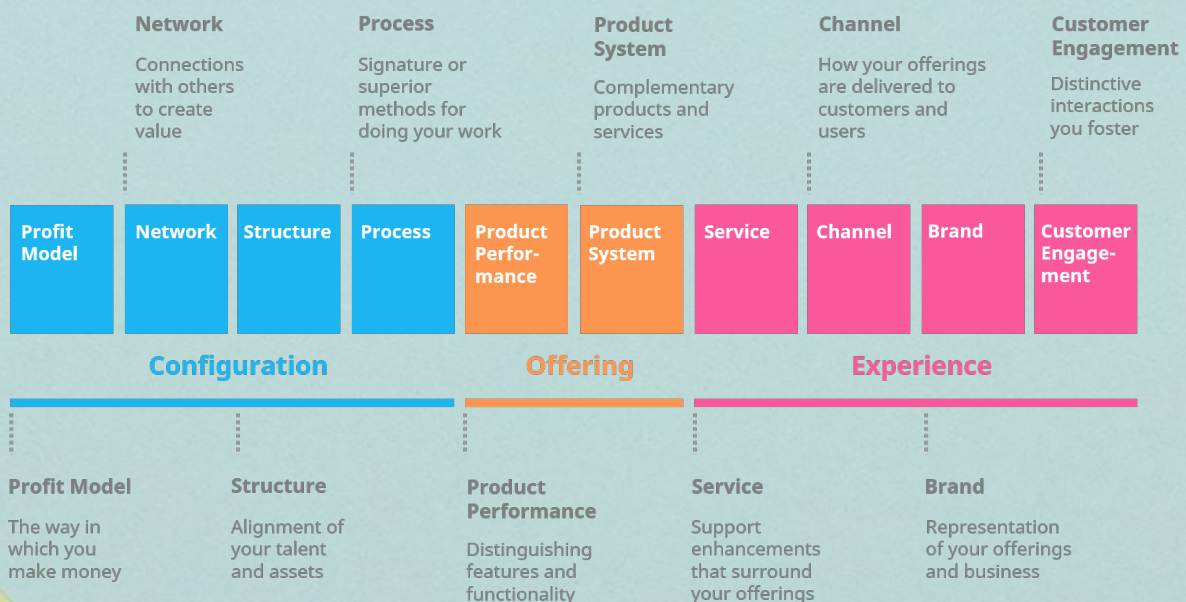 Network
Connections
with others
to create
value
Process
Signature or
superior
methods for
doing your work
Product
System
Complementary
products and
services
Channel
How your offerings
are delivered to
customers and
users
Customer
Engagement
Distinctive
interactions
you foster
Profit
Model
Network
Structure
Process
Product
Perfor-
mance
Product
System
Service
Channel
Brand
Customer
Engage-
ment
Configuration
Offering
Experience
Profit Model
The way in
which you
make money
Structure
Alignment of
your talent
and assets
Product
Performance
Distinguishing
features and
functionality
Service
Support
enhancements
that surround
your offerings
Brand
Representation
of your offerings
and business